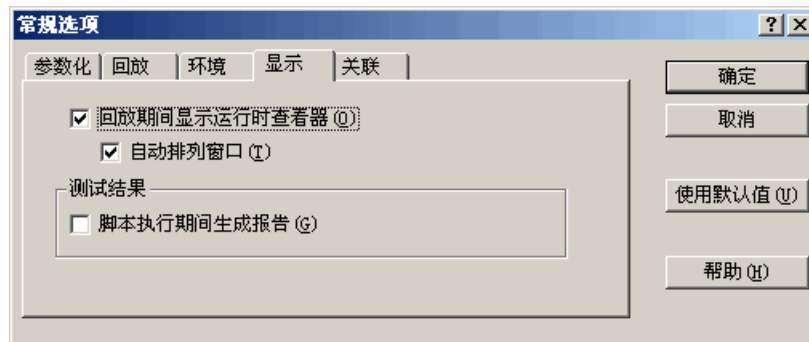 常规选项
参数化 回放 环境 显示 关联
回放期间显示运行时查看器(O)
自动排列窗口(T)
测试结果
脚本执行期间生成报告(G)
确定
取消
使用默认值(U)
帮助(H)